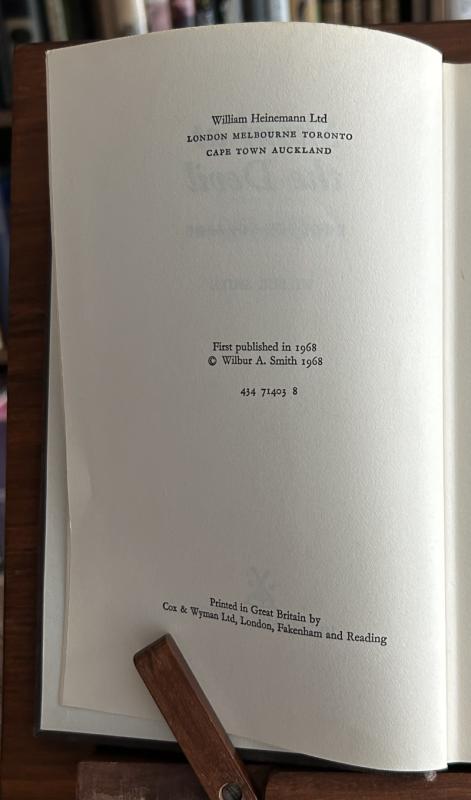 William Heinemann Ltd
LONDON MELBOURNE TORONTO
CAPE TOWN AUCKLAND
First published in 1968
© Wilbur A. Smith 1968
434 71403 8
Printed in Great Britain by
Cox & Wyman Ltd, London, Fakenham and Reading